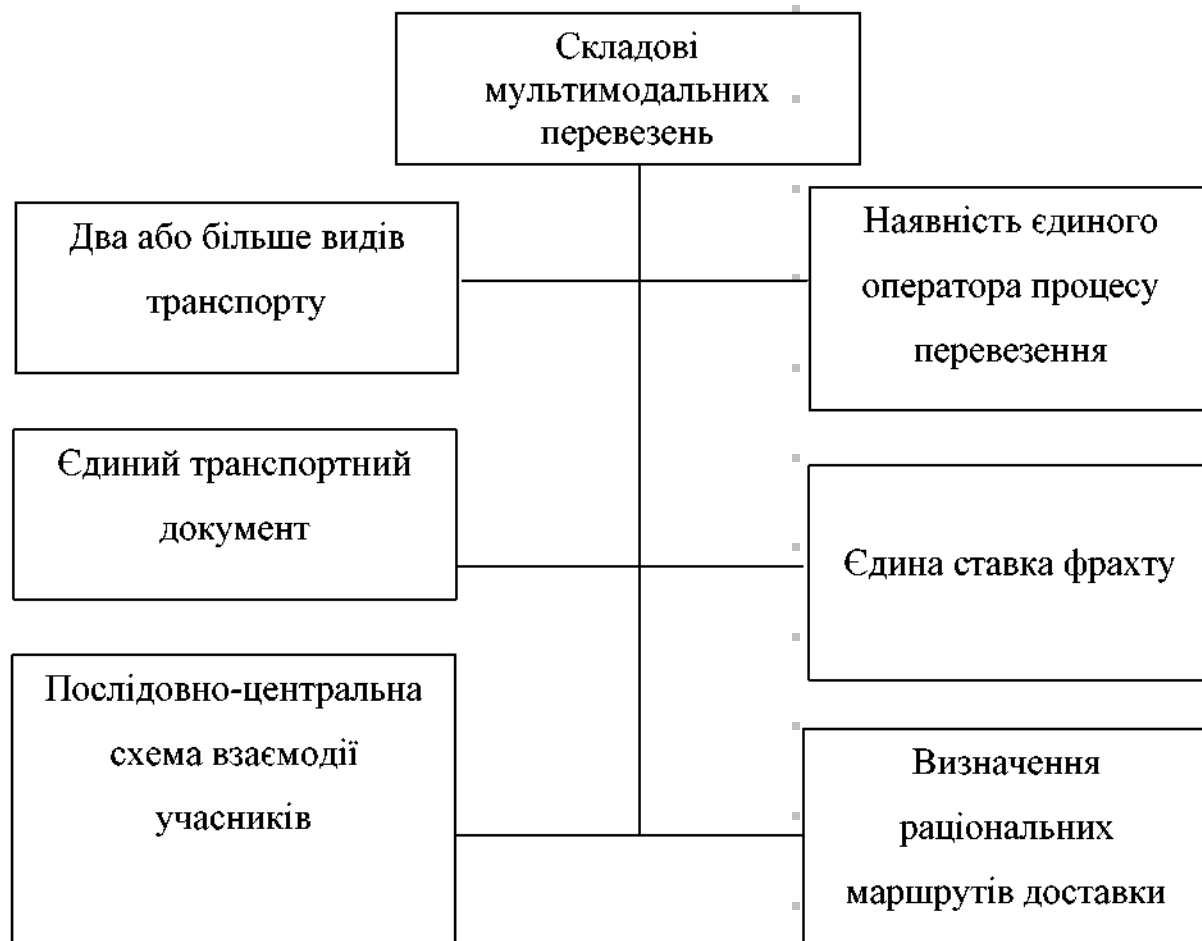 Складові
мультимодальних
перевезень
Два або більше видів
транспорту
Наявність єдиного
оператора процесу
перевезення
Єдиний транспортний
документ
Єдина ставка фрахту
Послідовно-центральна
схема взаємодії
учасників
Визначення
раціональних
маршрутів доставки